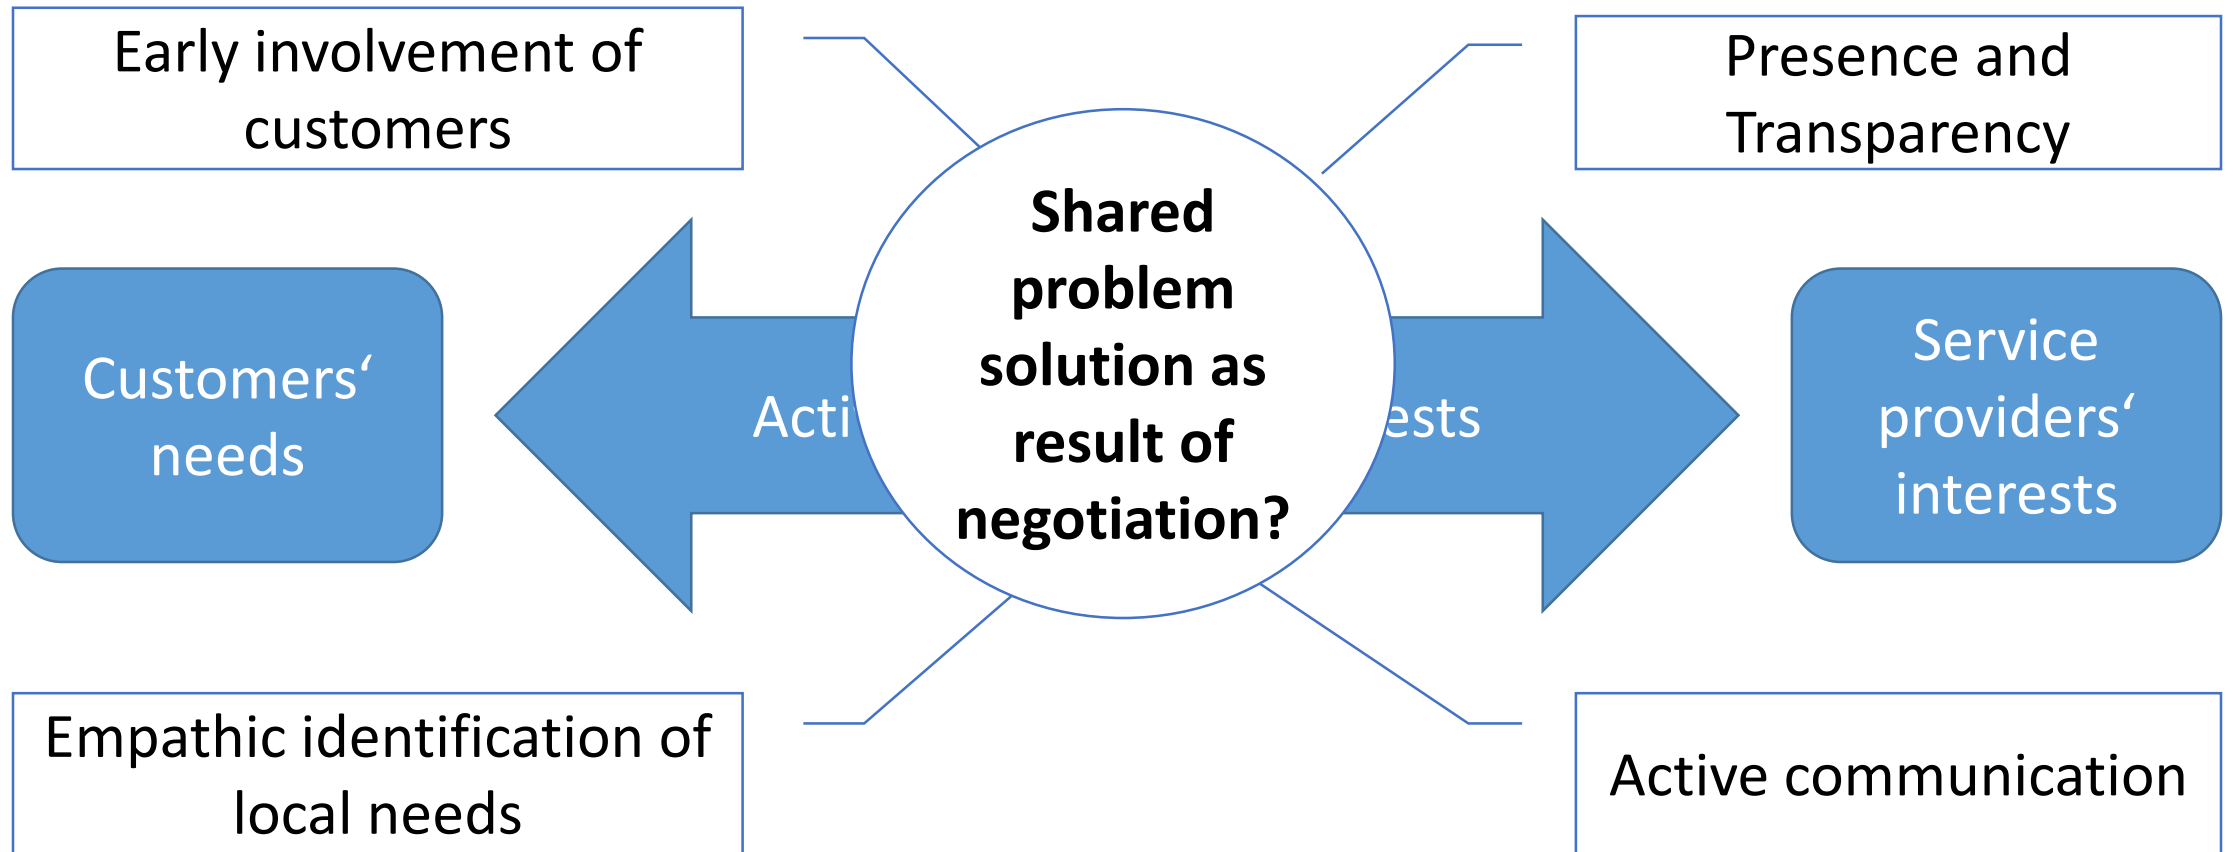 Early involvement of
customers
Presence and
Transparency
Shared
problem
solution as
result of
negotiation?
Customers‘
needs
Service
providers‘
interests
Empathic identification of
local needs
Active communication